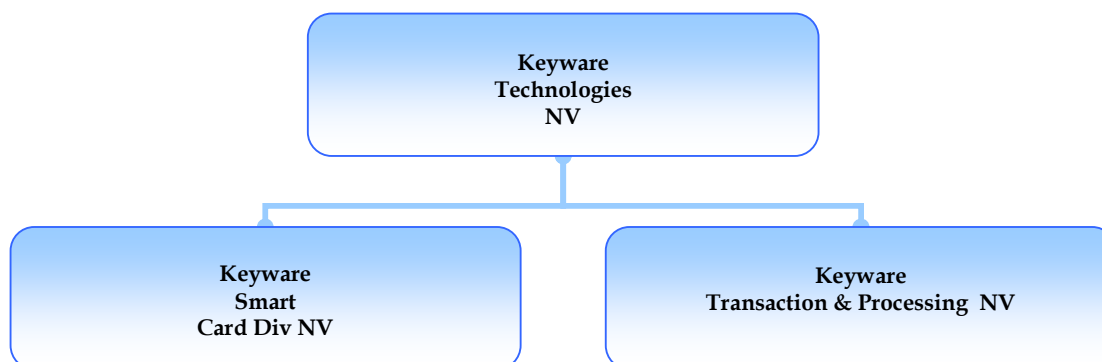 Keyware
Technologies
NV
Keyware
Smart
Card Div NV
Keyware
Transaction & Processing  NV